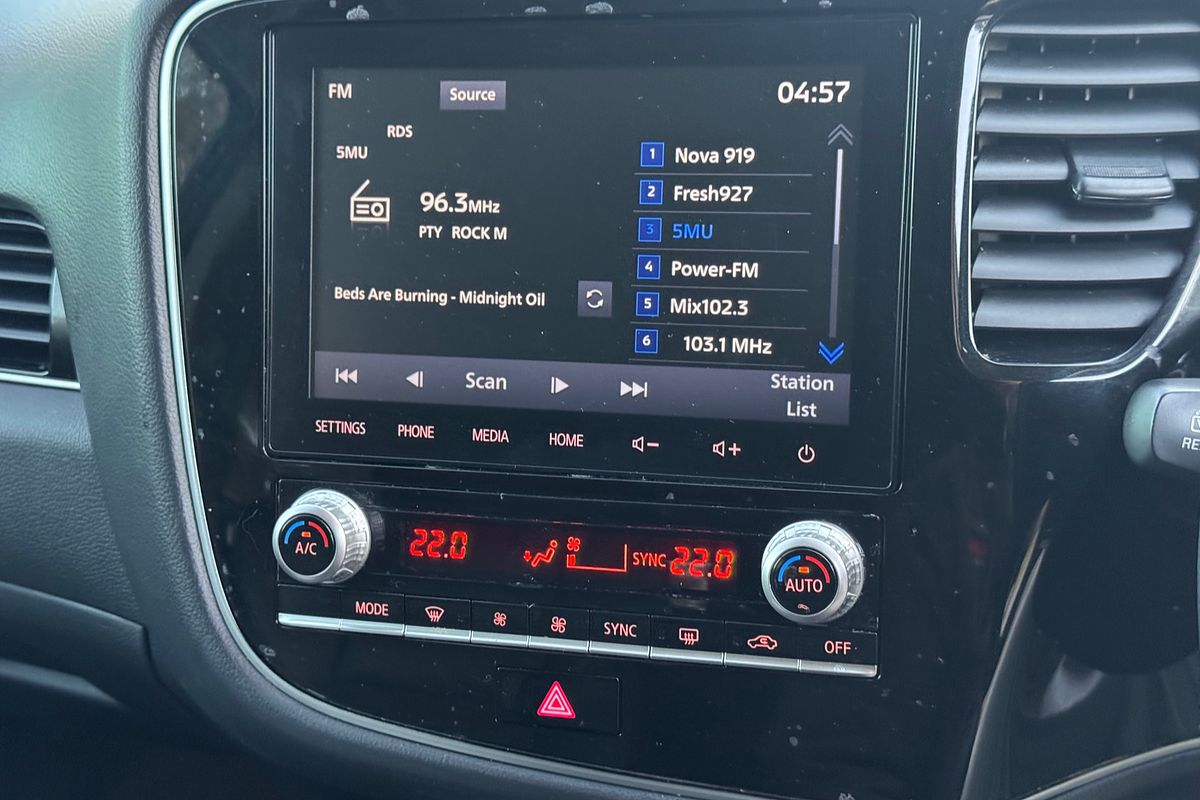 FM Source 04:57
RDS
5MU
96.3MHz
PTY ROCK M
Beds Are Burning - Midnight Oil
1 Nova 919
2 Fresh927
3 5MU
4 Power-FM
5 Mix102.3
6 103.1 MHz
Scan
Station
List
SETTINGS PHONE MEDIA HOME
A/C 22.0 SYNC 22.0 AUTO
MODE SYNC OFF